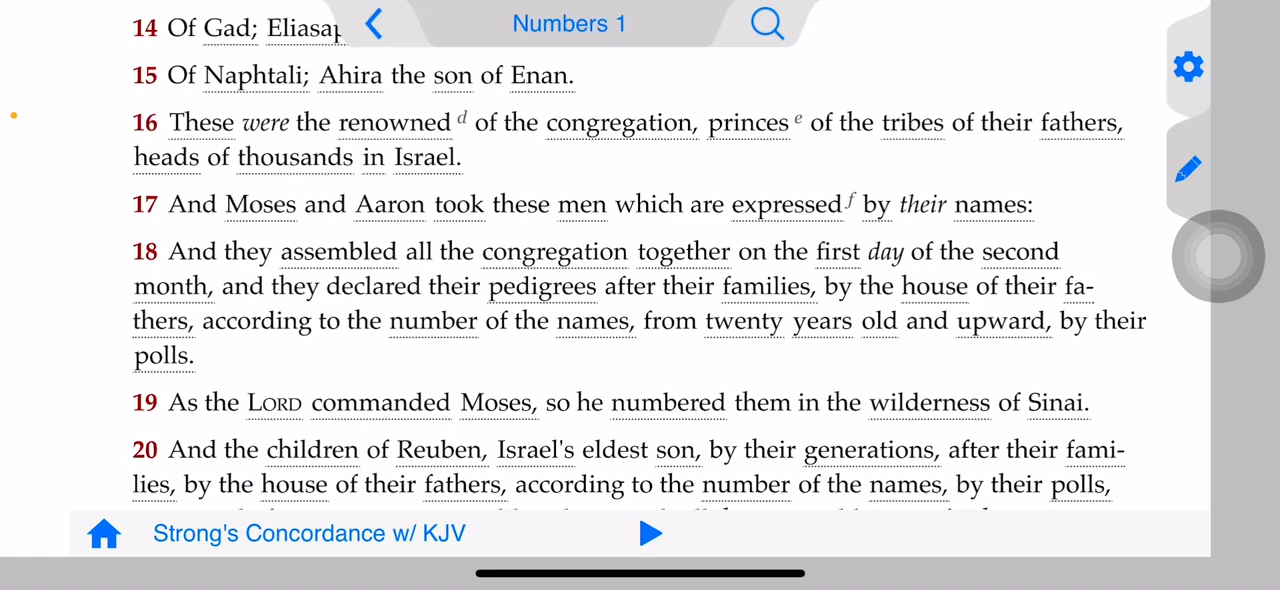 Numbers 1
14 Of Gad;
15 Of Naphtali; Ahira the son of Enan.
16 These were the renowned d of the congregation, princes e of the tribes of their fathers,
heads of thousands in Israel.
17 And Moses and Aaron took these men which are expressed f by their names:
18 And they assembled all the congregation together on the first day of the second
month, and they declared their pedigrees after their families, by the house of their fa-
thers, according to the number of the names, from twenty years old and upward, by their
polls.
19 As the LORD commanded Moses, so he numbered them in the wilderness of Sinai.
20 And the children of Reuben, Israel's eldest son, by their generations, after their fami-
lies, by the house of their fathers, according to the number of the names, by their polls,
Strong's Concordance w/ KJV